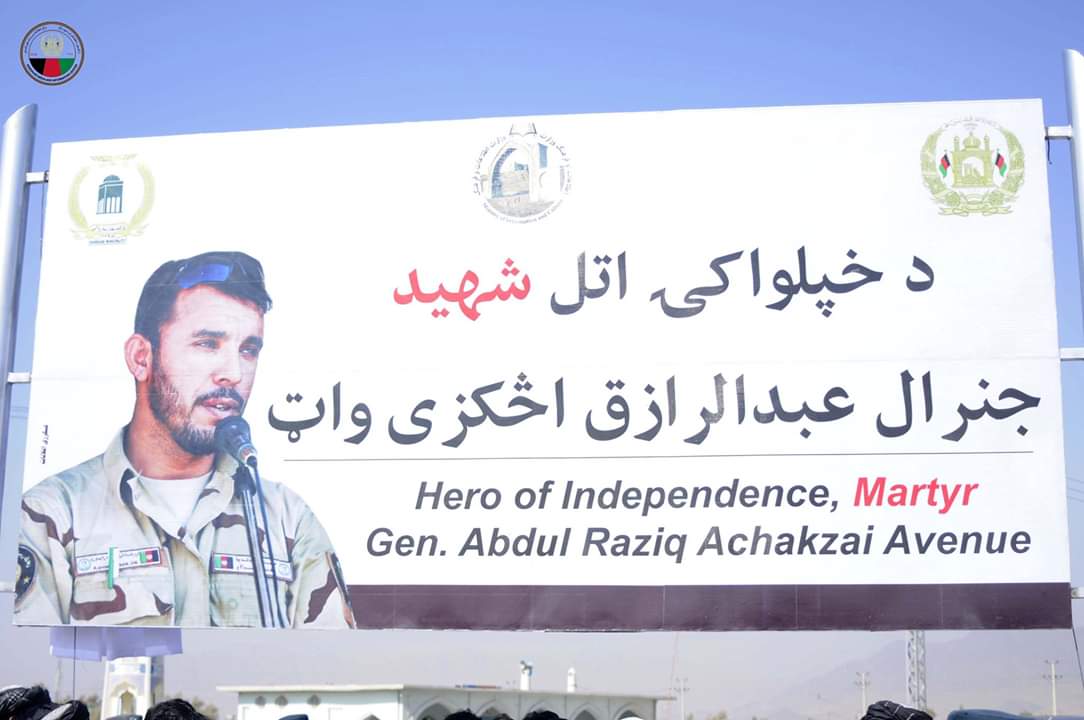 د خپلواکۍ اتل شهید
جنرال عبدالرازق اڅکزی واټ
Hero of Independence, Martyr
Gen. Abdul Raziq Achakzai Avenue